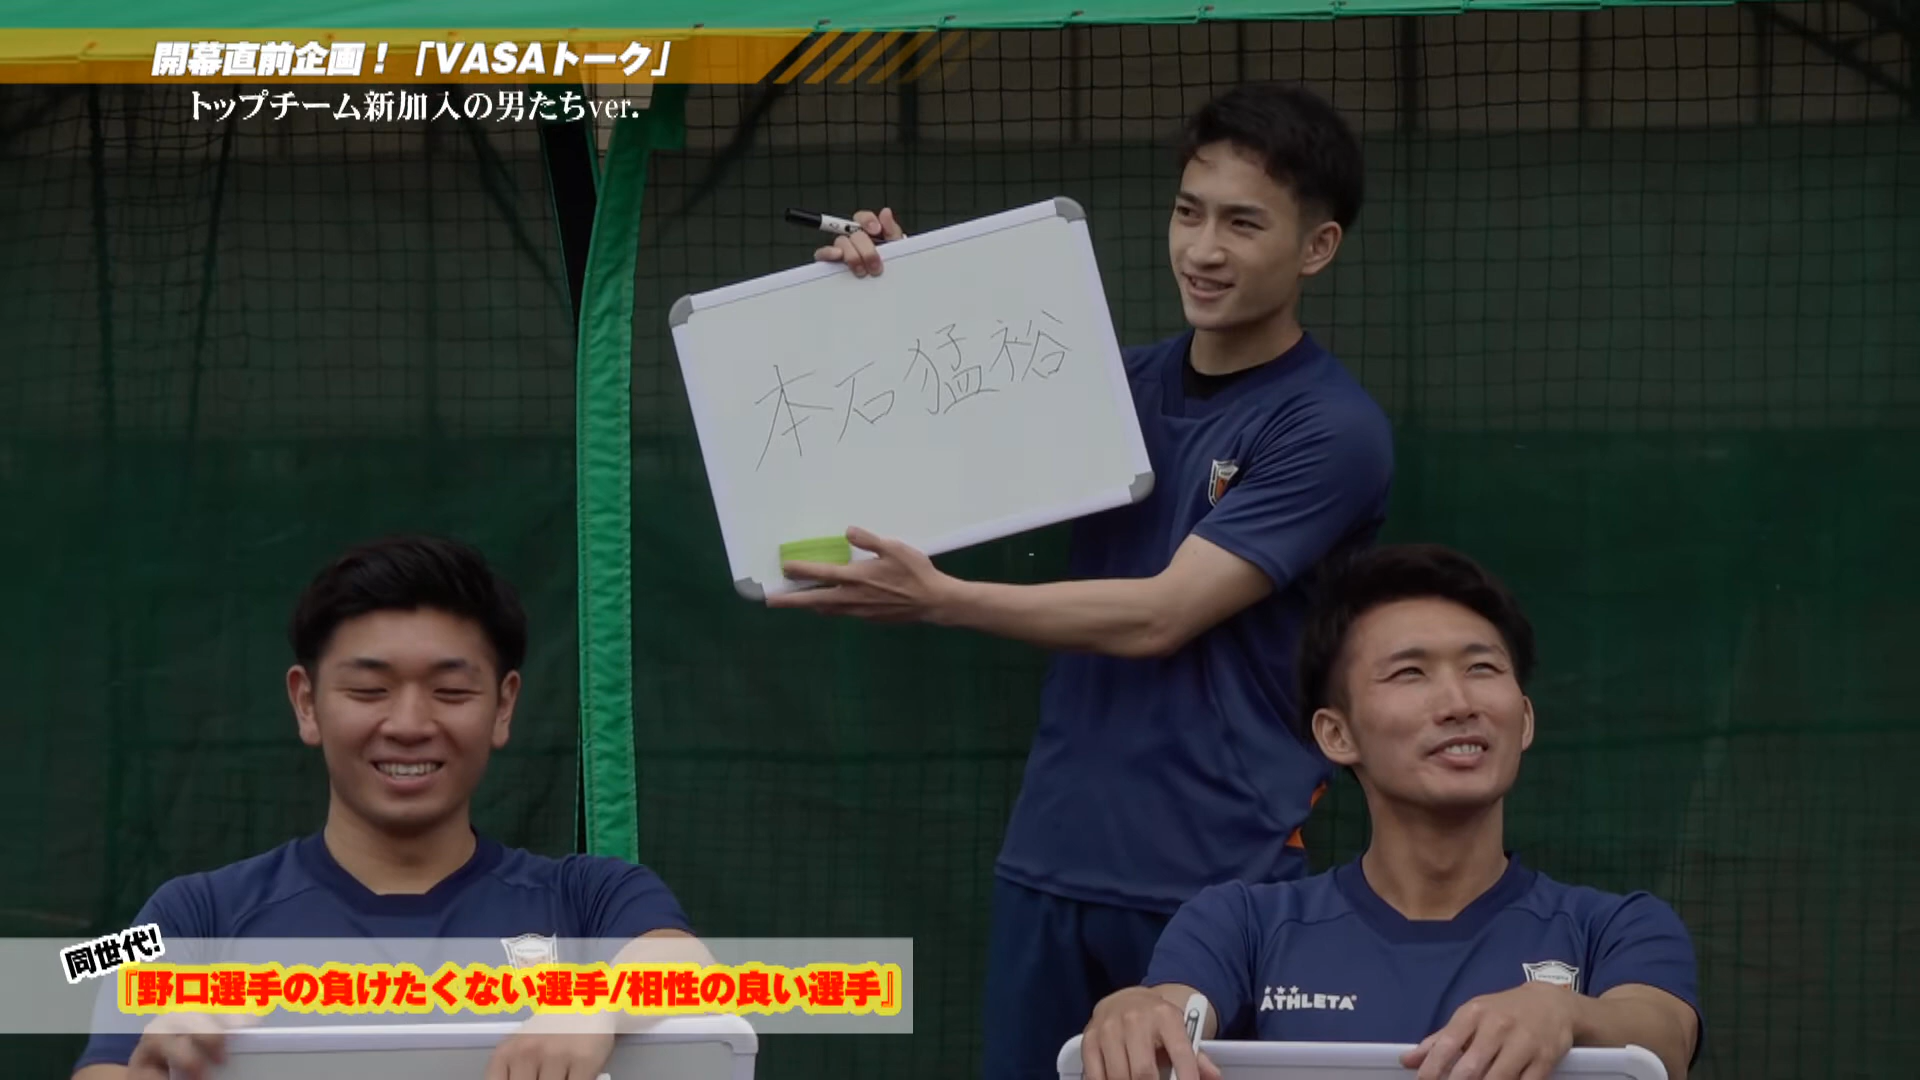 開幕直前企画！「VASAトーク」
トップチーム新加入の男たちver.
本石猛裕
同世代!
『野口選手の負けたくない選手/相性の良い選手』
ATHLETA